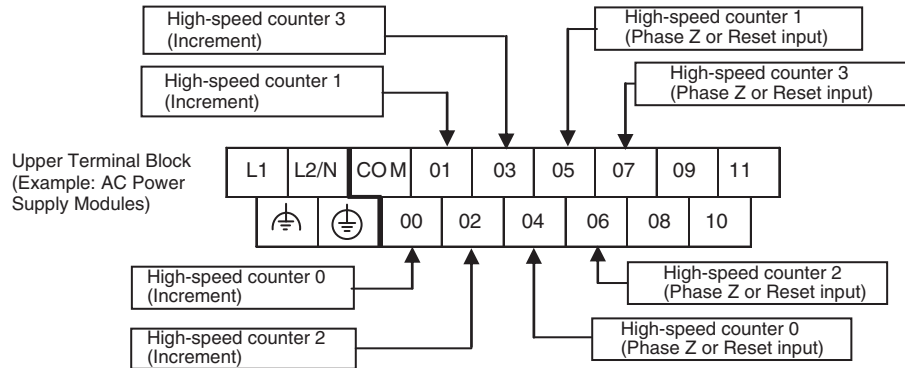 High-speed counter 3
(Increment)
High-speed counter 1
(Phase Z or Reset input)
High-speed counter 1
(Increment)
High-speed counter 3
(Phase Z or Reset input)
Upper Terminal Block
(Example: AC Power
Supply Modules)
L1 L2/N COM 01 03 05 07 09 11
00 02 04 06 08 10
High-speed counter 0
(Increment)
High-speed counter 2
(Phase Z or Reset input)
High-speed counter 2
(Increment)
High-speed counter 0
(Phase Z or Reset input)